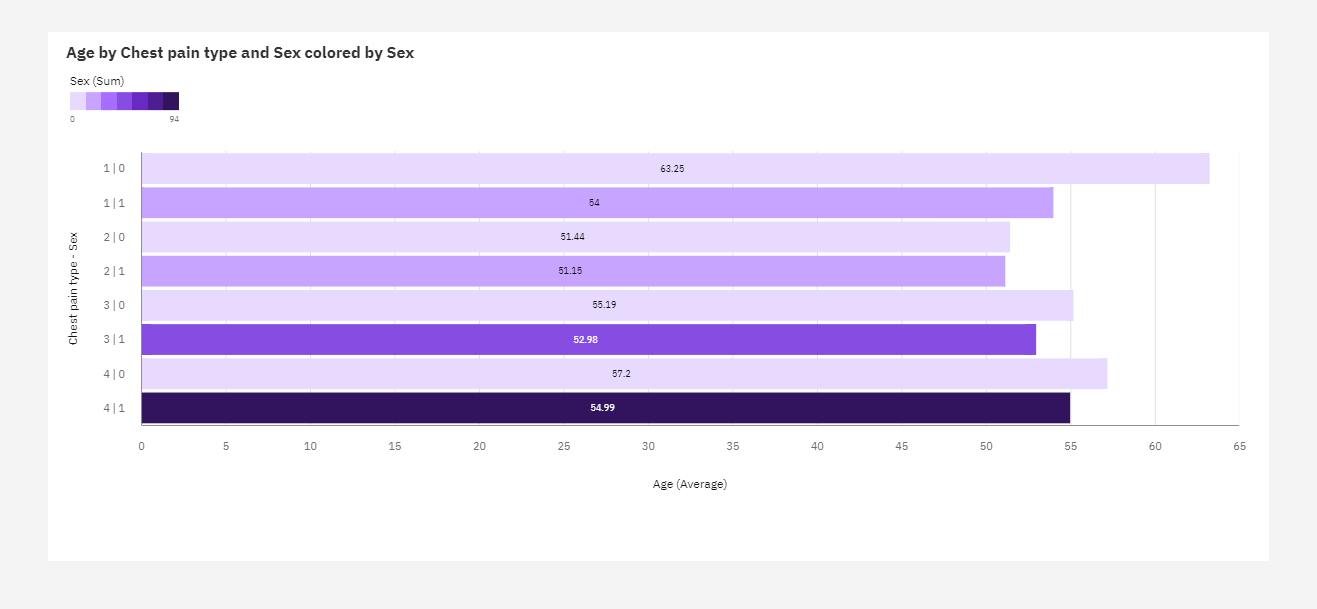 Age by Chest pain type and Sex colored by Sex
Sex (Sum)
0 94
Chest pain type - Sex
1 | 0 63.25
1 | 1 54
2 | 0 51.44
2 | 1 51.15
3 | 0 55.19
3 | 1 52.98
4 | 0 57.2
4 | 1 54.99
0 5 10 15 20 25 30 35 40 45 50 55 60 65
Age (Average)